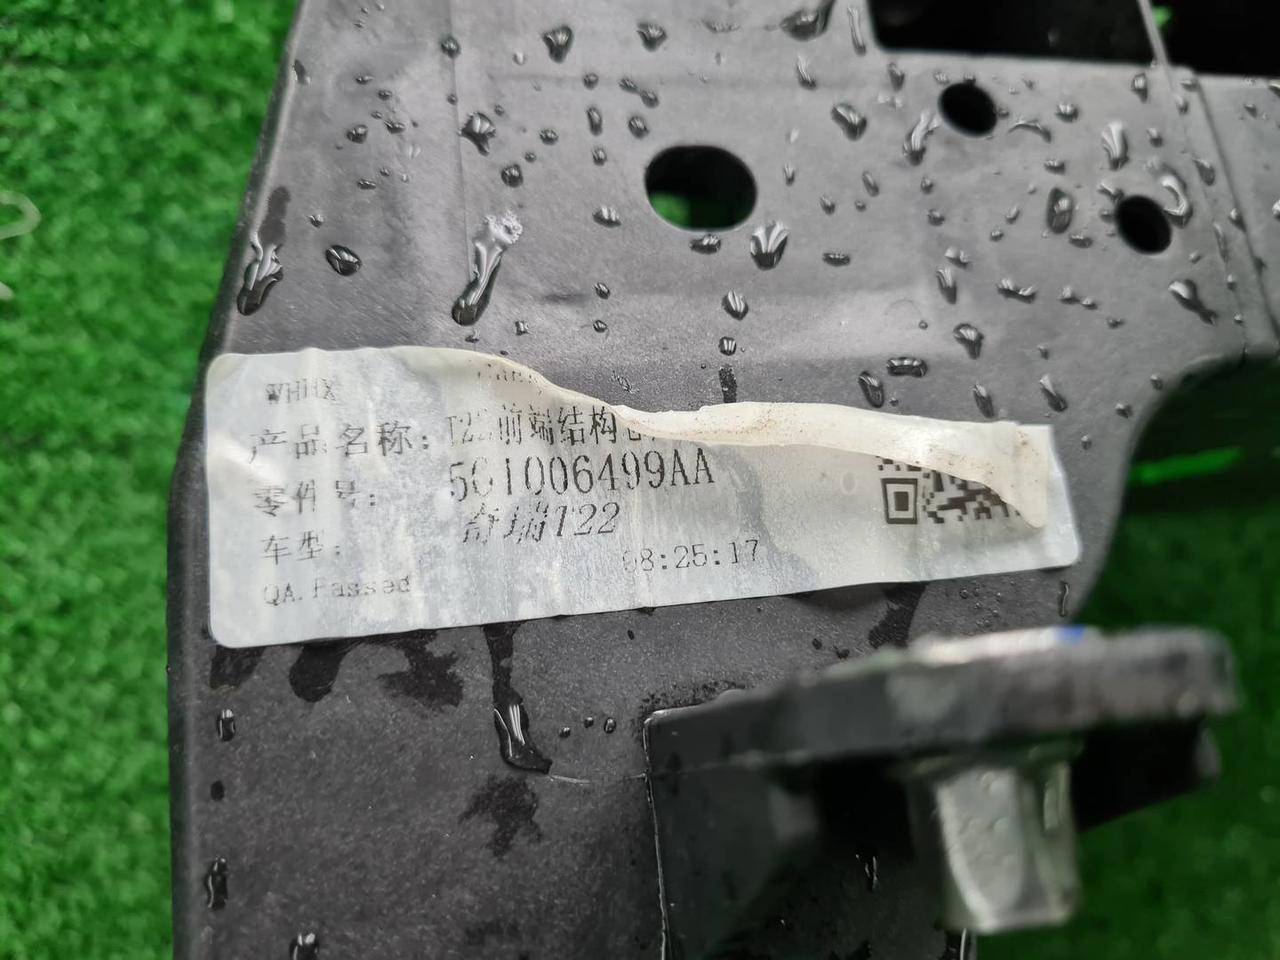 WHHX
产品名称: T22前端结构
零件号: 501006499AA
车型: 奇瑞T22
QA.Passed 08:25:17